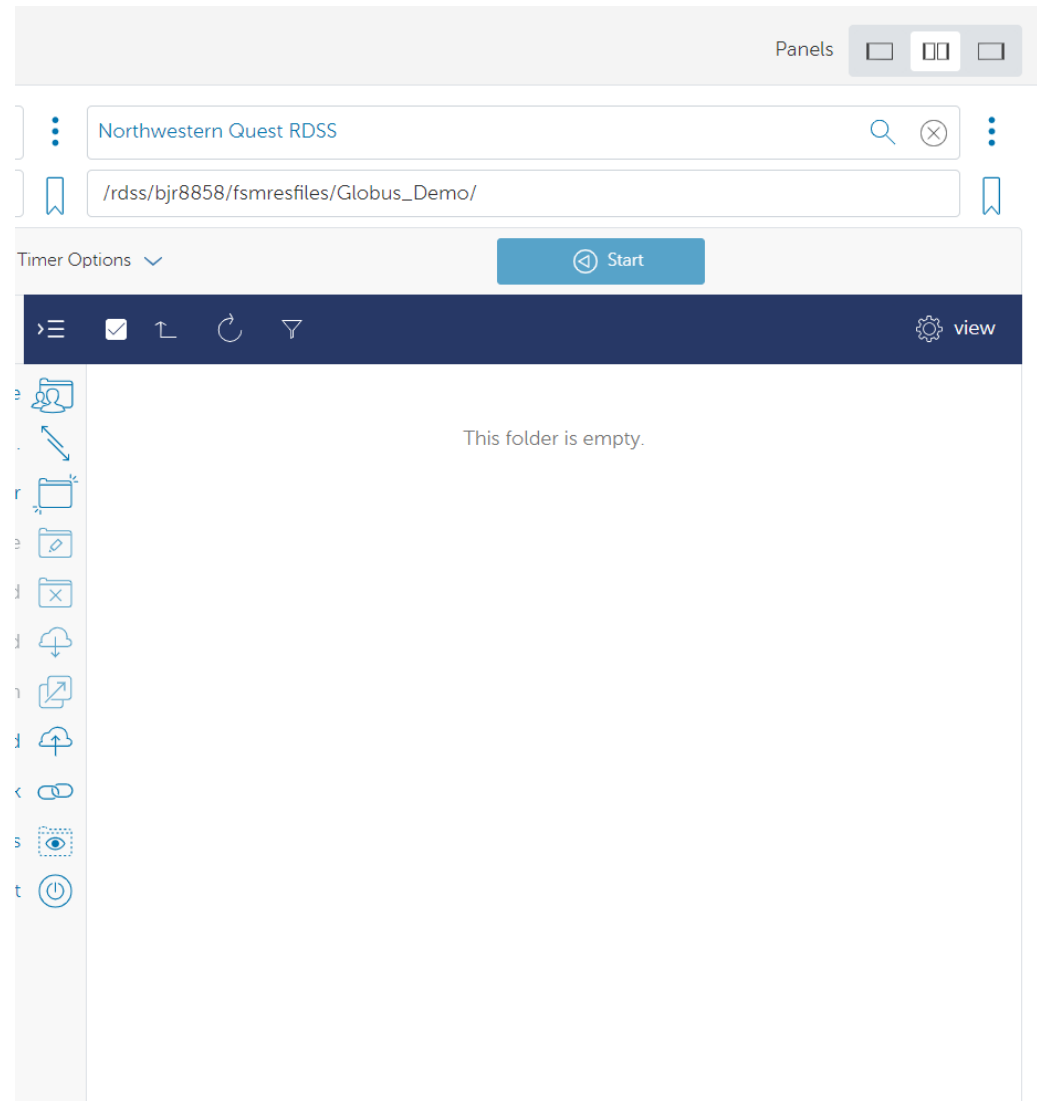 Panels
Northwestern Quest RDSS
/rdss/bjr8858/fsmresfiles/Globus_Demo/
Timer Options
Start
view
e
This folder is empty.
.
r
e
d
d
n
d
k
s
t